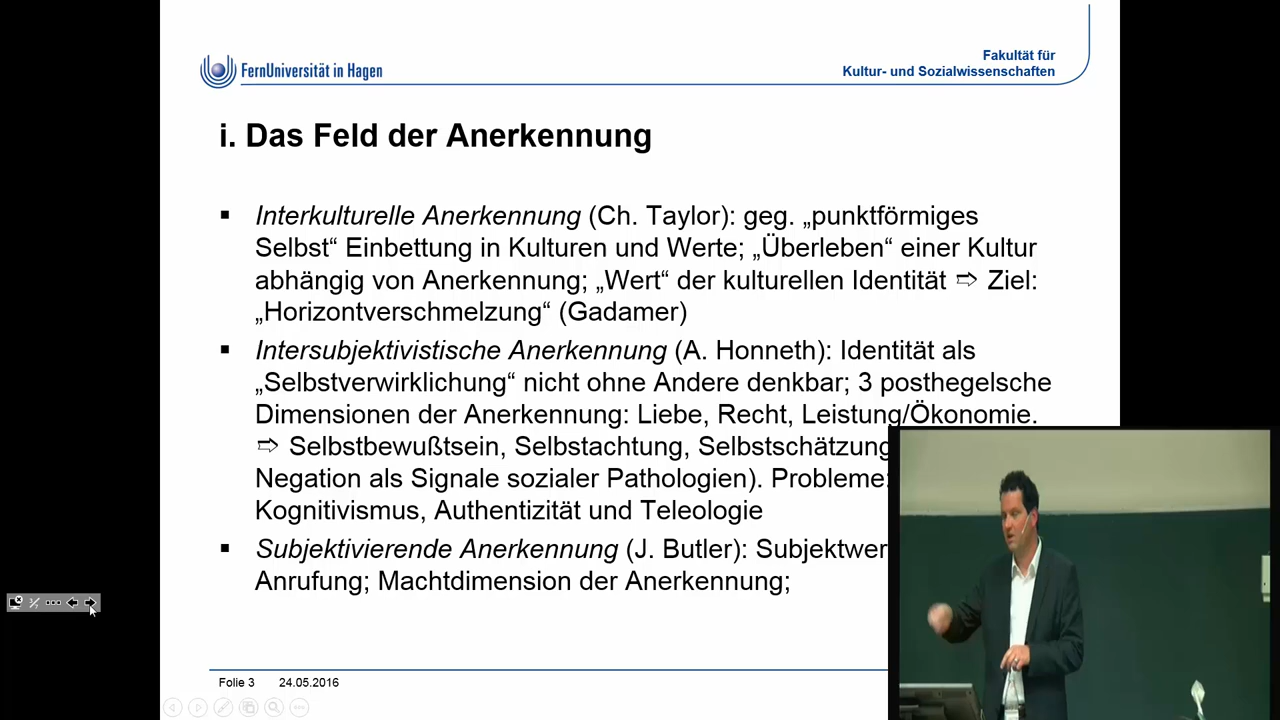 FernUniversität in Hagen
Fakultät für
Kultur- und Sozialwissenschaften
i. Das Feld der Anerkennung
▪ Interkulturelle Anerkennung (Ch. Taylor): geg. „punktförmiges
Selbst“ Einbettung in Kulturen und Werte; „Überleben“ einer Kultur
abhängig von Anerkennung; „Wert“ der kulturellen Identität ⇨ Ziel:
„Horizontverschmelzung“ (Gadamer)
▪ Intersubjektivistische Anerkennung (A. Honneth): Identität als
„Selbstverwirklichung“ nicht ohne Andere denkbar; 3 posthegelsche
Dimensionen der Anerkennung: Liebe, Recht, Leistung/Ökonomie.
⇨ Selbstbewußtsein, Selbstachtung, Selbstschätzung
Negation als Signale sozialer Pathologien). Probleme:
Kognitivismus, Authentizität und Teleologie
▪ Subjektivierende Anerkennung (J. Butler): Subjektwer
Anrufung; Machtdimension der Anerkennung;
Folie 3 24.05.2016